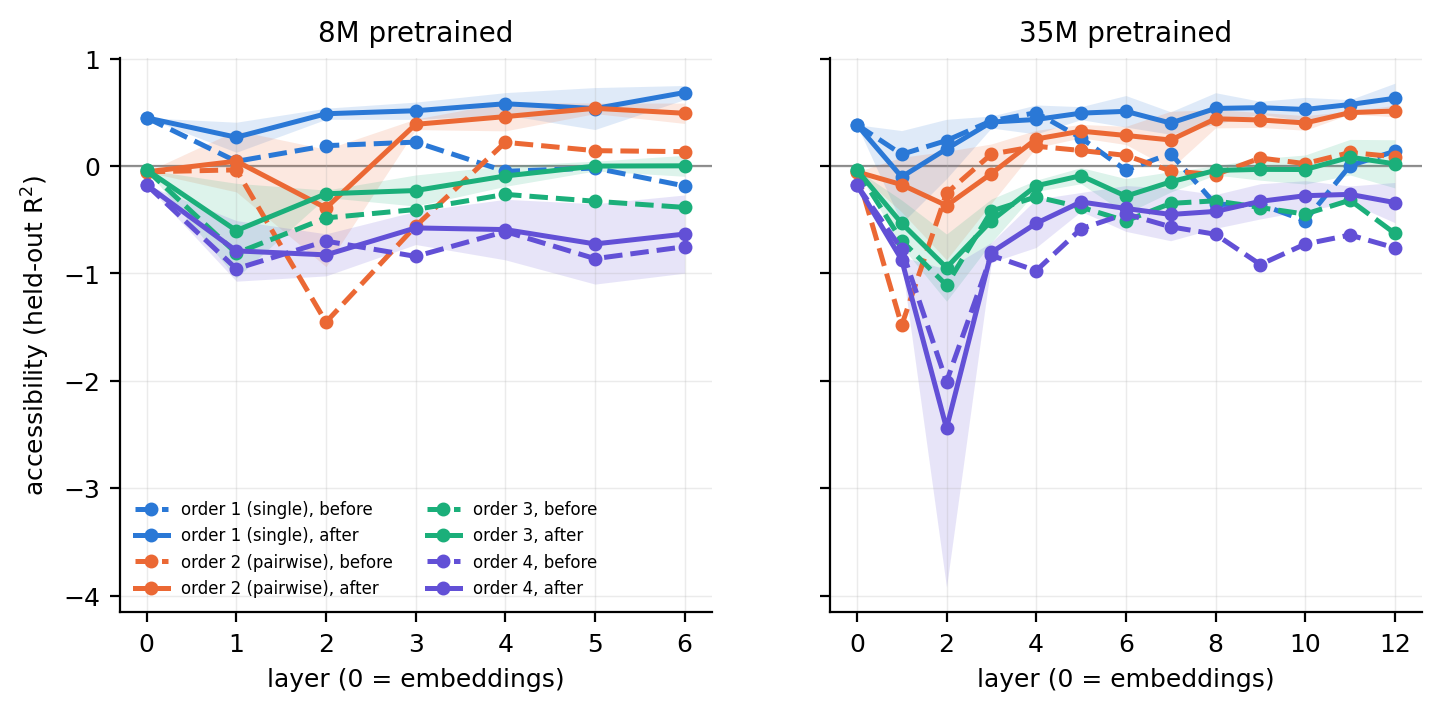 8M pretrained
35M pretrained
accessibility (held-out R²)
1
0
−1
−2
−3
−4
order 1 (single), before
order 1 (single), after
order 2 (pairwise), before
order 2 (pairwise), after
order 3, before
order 3, after
order 4, before
order 4, after
0 1 2 3 4 5 6
0 2 4 6 8 10 12
layer (0 = embeddings)
layer (0 = embeddings)